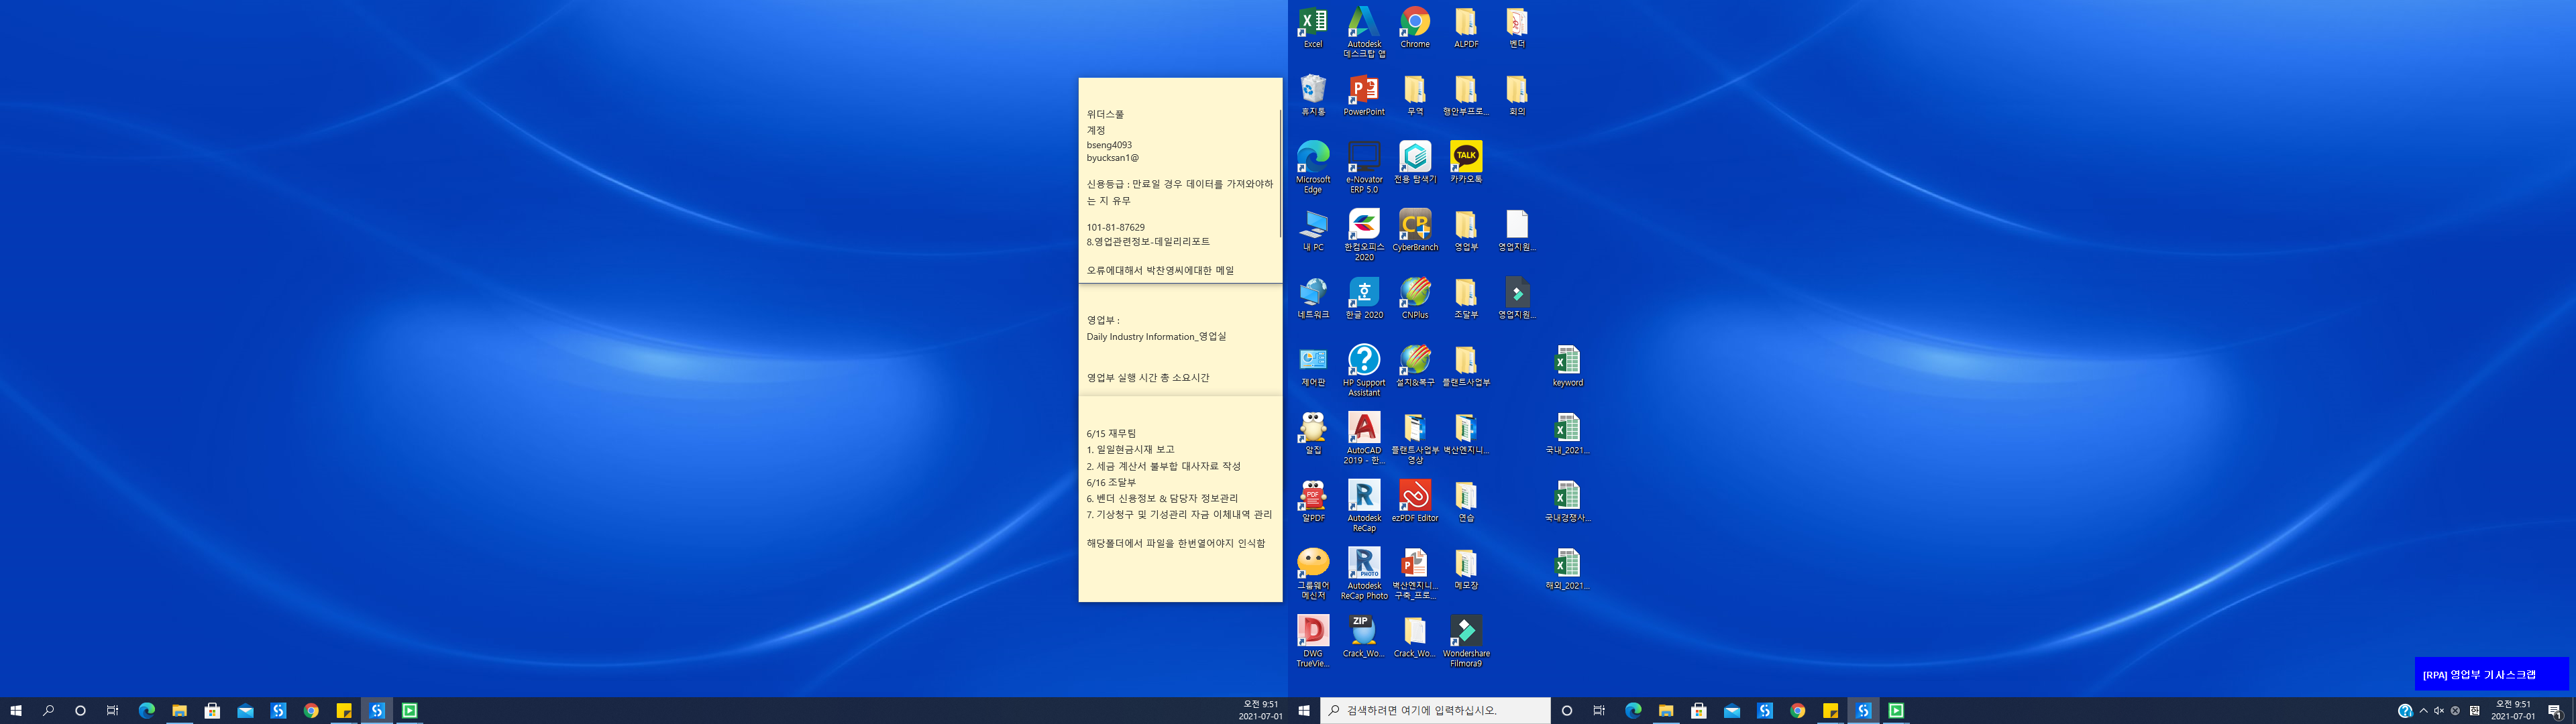 위더스풀
계정
bseng4093
byucksan1@
신용등급 : 만료일 경우 데이터를 가져와야하
는 지 유무
101-81-87629
8.영업관련정보-데일리리포트
오류에대해서 박찬영씨에대한 메일
영업부 :
Daily Industry Information_영업실
영업부 실행 시간 총 소요시간
6/15 재무팀
1. 일일현금시재 보고
2. 세금 계산서 불부합 대사자료 작성
6/16 조달부
6. 벤더 신용정보 & 담당자 정보관리
7. 기상청구 및 기성관리 자금 이체내역 관리
해당폴더에서 파일을 한번열어야지 인식함
Excel
Autodesk
데스크탑 앱
Chrome
ALPDF
벤더
휴지통
PowerPoint
무역
행안부프로...
회의
Microsoft
Edge
e-Novator
ERP 5.0
전용 탐색기
TALK
카카오톡
내 PC
한컴오피스
2020
CyberBranch
영업부
영업지원...
네트워크
한글 2020
CNPlus
조달부
영업지원...
제어판
HP Support
Assistant
설치&복구
플랜트사업부
keyword
알집
AutoCAD
2019 - 한...
플랜트사업부
영상
벽산엔지니...
국내_2021...
PDF
알PDF
Autodesk
ReCap
ezPDF Editor
연습
국내경쟁사...
그룹웨어
메신저
PHOTO
Autodesk
ReCap Photo
벽산엔지니...
구축_프로...
메모장
해외_2021...
DWG
TrueVie...
ZIP
Crack_Wo...
Crack_Wo...
Wondershare
Filmora9
[RPA] 영업부 기사스크랩
오전 9:51
2021-07-01
검색하려면 여기에 입력하십시오.
오전 9:51
2021-07-01